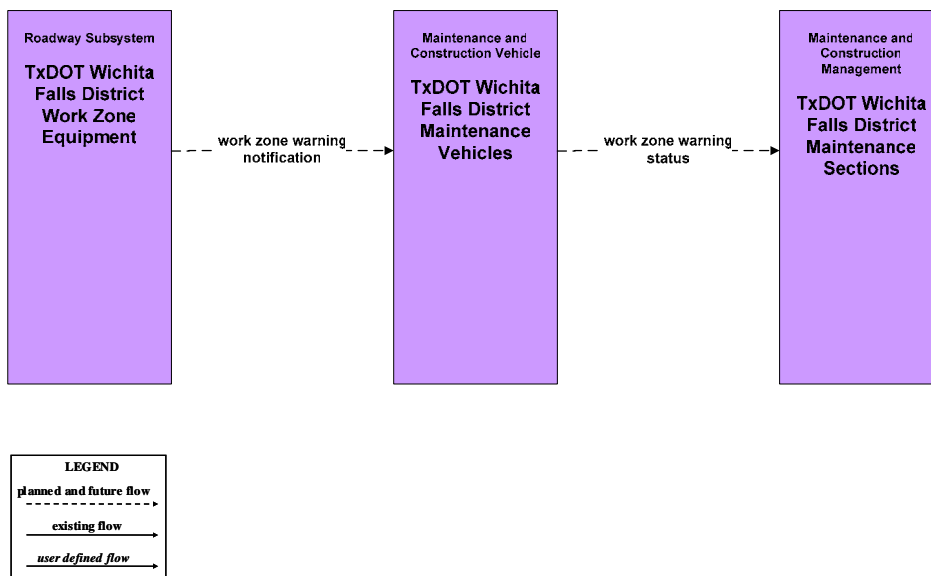 Roadway Subsystem
TxDOT Wichita
Falls District
Work Zone
Equipment
work zone warning
notification
Maintenance and
Construction Vehicle
TxDOT Wichita
Falls District
Maintenance
Vehicles
work zone warning
status
Maintenance and
Construction
Management
TxDOT Wichita
Falls District
Maintenance
Sections
LEGEND
planned and future flow
existing flow
user defined flow